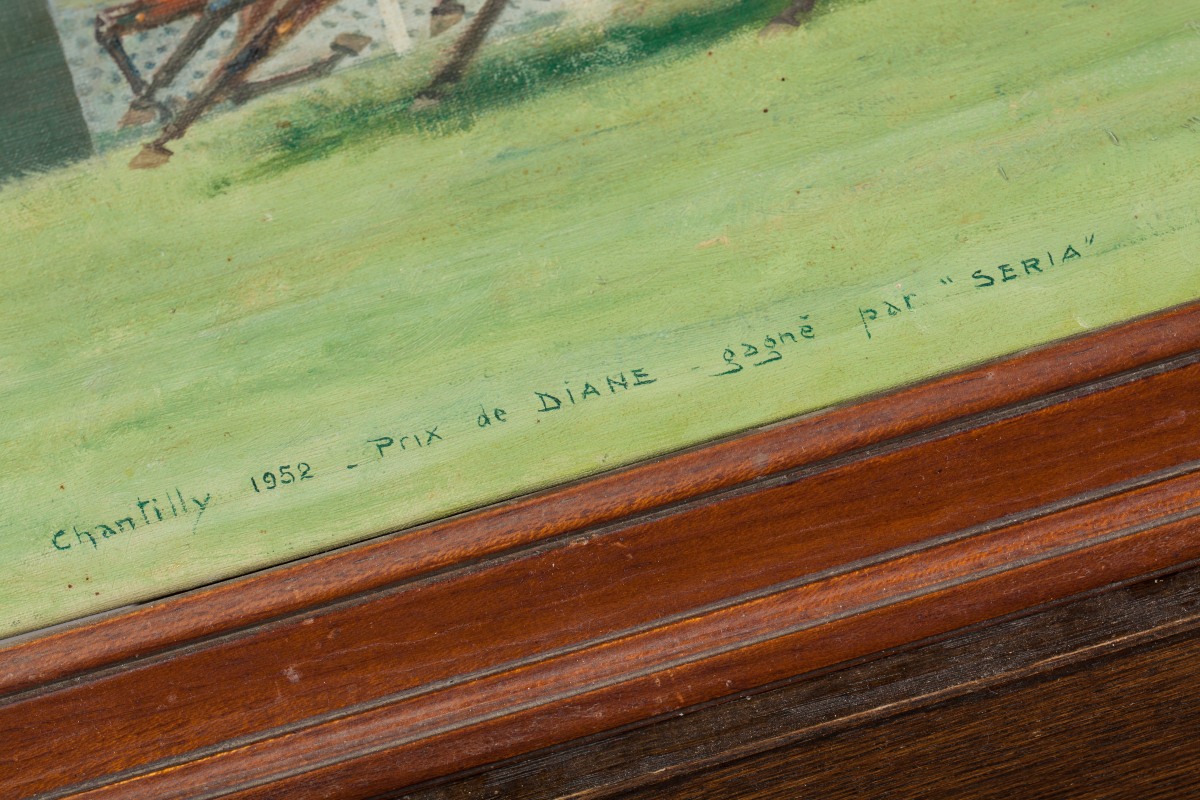 Chantilly 1952 - Prix de DiANE - gagné par "SERIA"